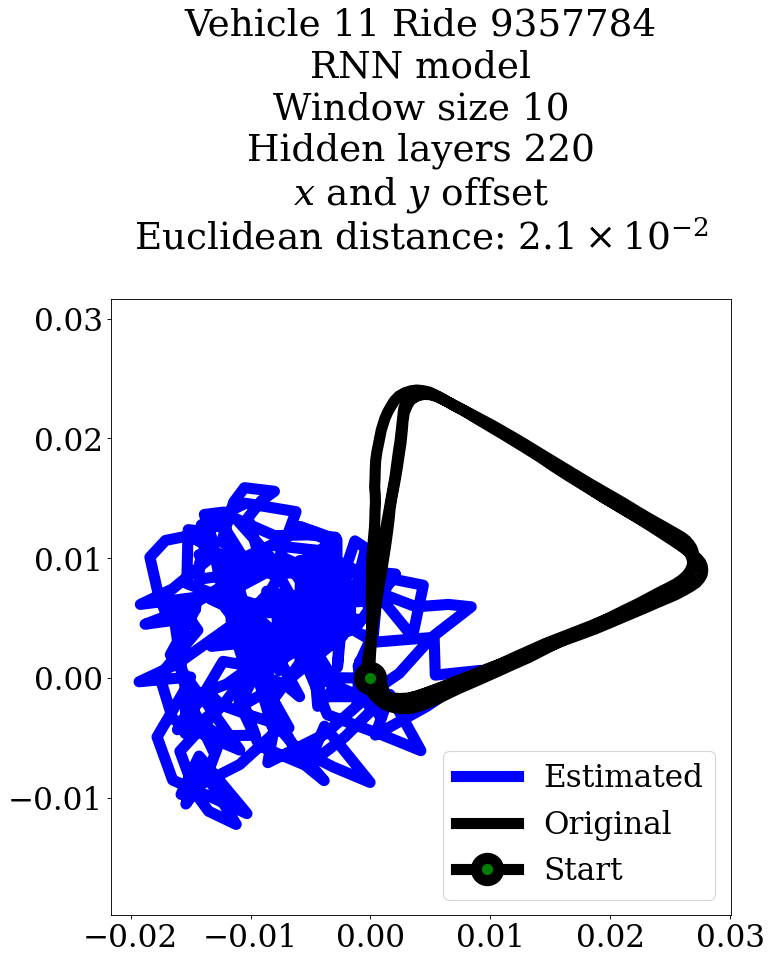 Vehicle 11 Ride 9357784
RNN model
Window size 10
Hidden layers 220
x and y offset
Euclidean distance: 2.1 × 10⁻²
0.03
0.02
0.01
0.00
−0.01
Estimated
Original
Start
−0.02 −0.01 0.00 0.01 0.02 0.03